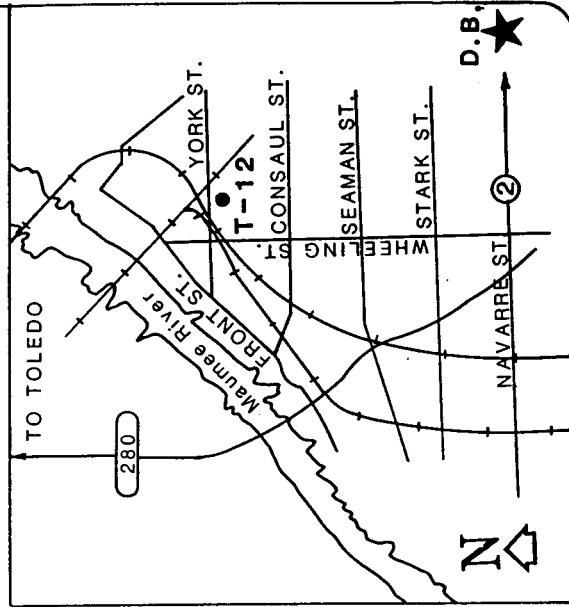 TO TOLEDO
280
Maumee River
FRONT ST.
YORK ST.
T-12
CONSAUL ST.
WHEELING ST.
SEAMAN ST.
STARK ST.
NAVARRE ST.
2
D.B,
N